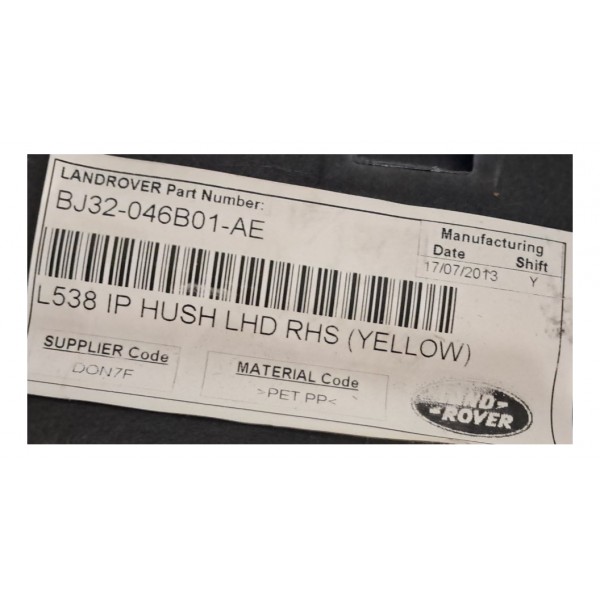 LANDROVER Part Number:
BJ32-046B01-AE
Manufacturing
Date Shift
17/07/2013 Y
L538 IP HUSH LHD RHS (YELLOW)
SUPPLIER Code
DON7F
MATERIAL Code
>PET PP<
LAND-
ROVER